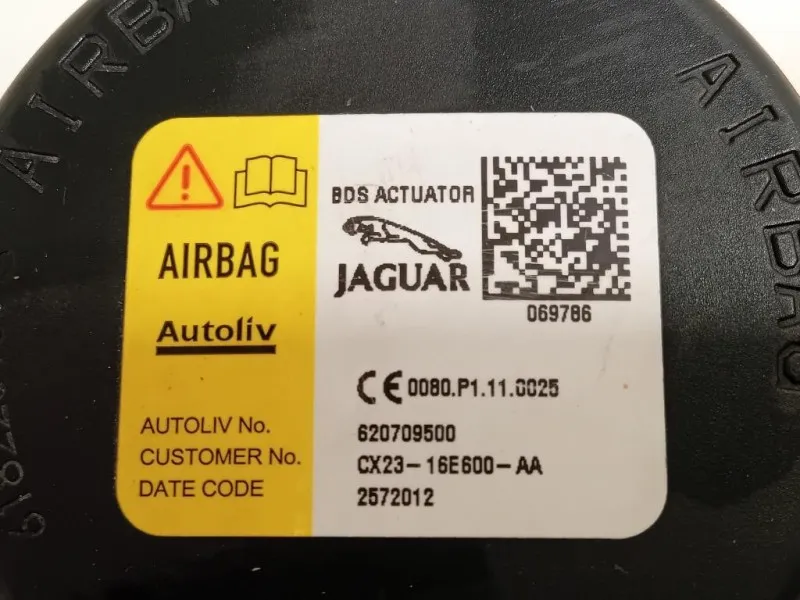 AIRBAG
AIRBAG
BDS ACTUATOR
AIRBAG
JAGUAR
069786
Autoliv
CE 0080.P1.11.0025
AUTOLIV No. 620709500
CUSTOMER No. CX23-16E600-AA
DATE CODE 2572012